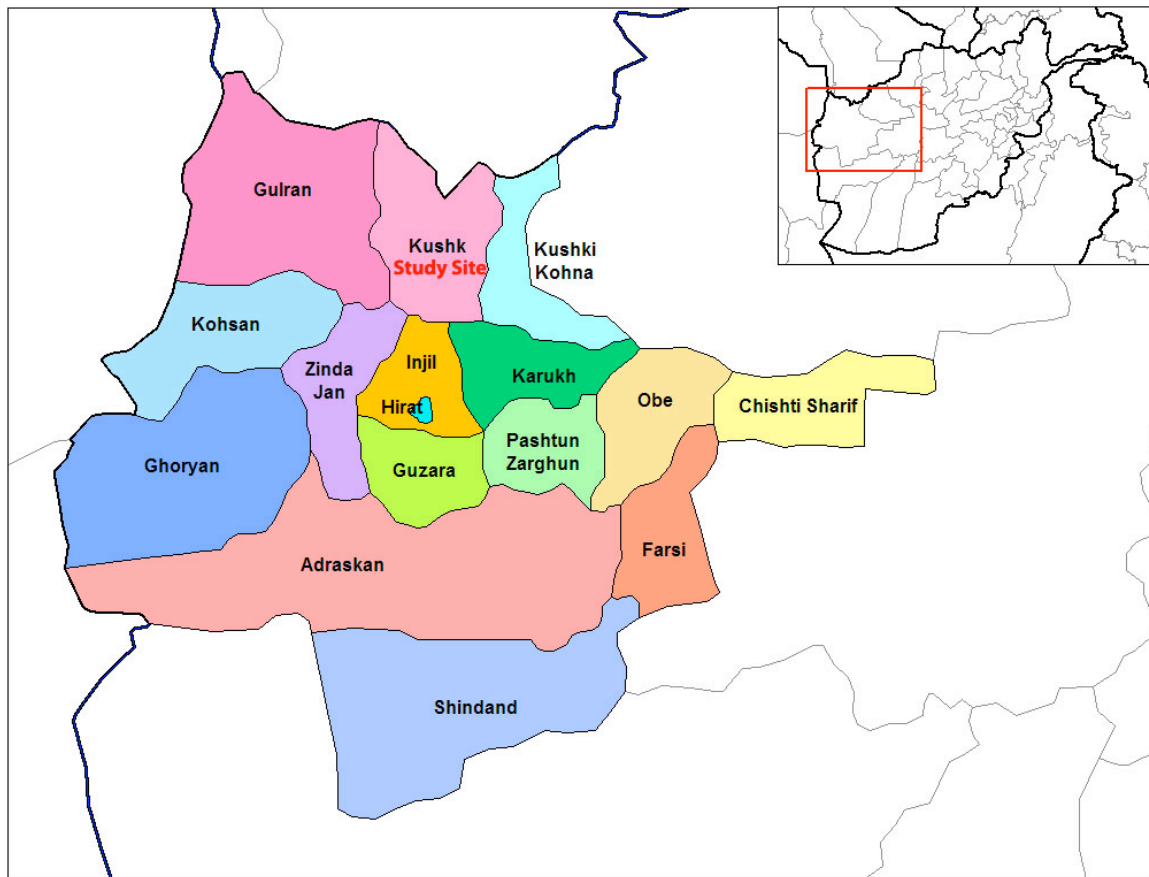 Gulran
Kushk
Study Site
Kushki
Kohna
Kohsan
Zinda
Jan
Injil
Hirat
Karukh
Obe
Chishti Sharif
Ghoryan
Guzara
Pashtun
Zarghun
Adraskan
Farsi
Shindand